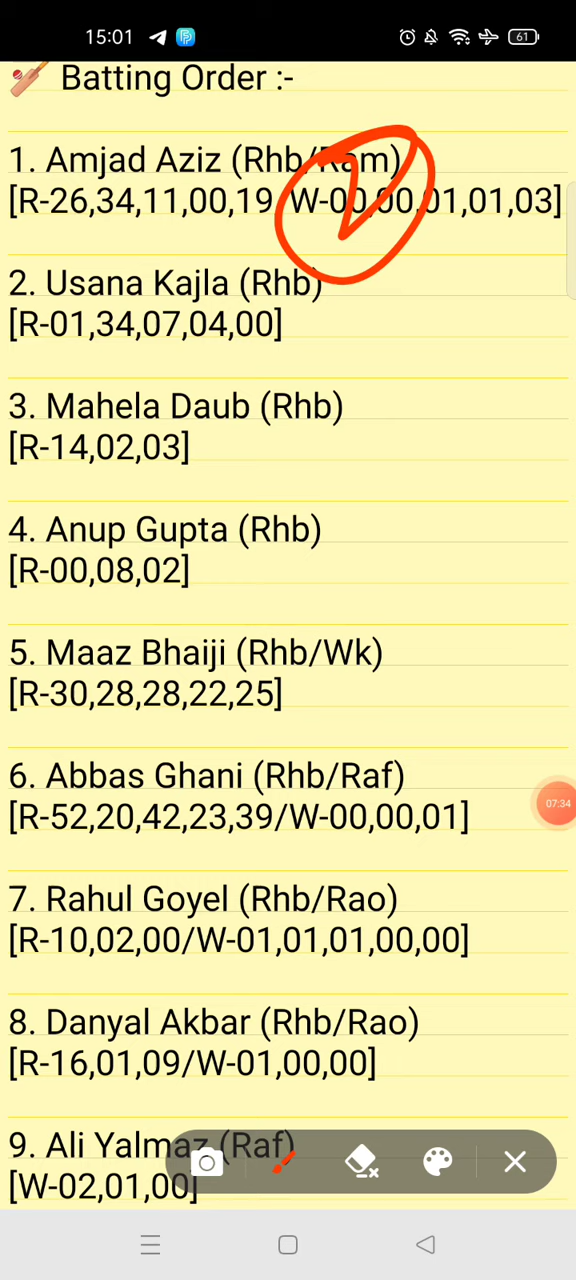 15:01
61
Batting Order :-
1. Amjad Aziz (Rhb/Ram)
[R-26,34,11,00,19/W-00,00,01,01,03]
2. Usana Kajla (Rhb)
[R-01,34,07,04,00]
3. Mahela Daub (Rhb)
[R-14,02,03]
4. Anup Gupta (Rhb)
[R-00,08,02]
5. Maaz Bhaiji (Rhb/Wk)
[R-30,28,28,22,25]
6. Abbas Ghani (Rhb/Raf)
[R-52,20,42,23,39/W-00,00,01]
07:34
7. Rahul Goyel (Rhb/Rao)
[R-10,02,00/W-01,01,01,00,00]
8. Danyal Akbar (Rhb/Rao)
[R-16,01,09/W-01,00,00]
9. Ali Yalmaz (Raf)
[W-02,01,00]